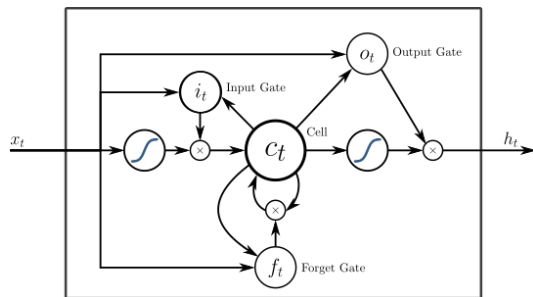 o_t
Output Gate
i_t
Input Gate
Cell
x_t
×
c_t
×
h_t
×
f_t
Forget Gate